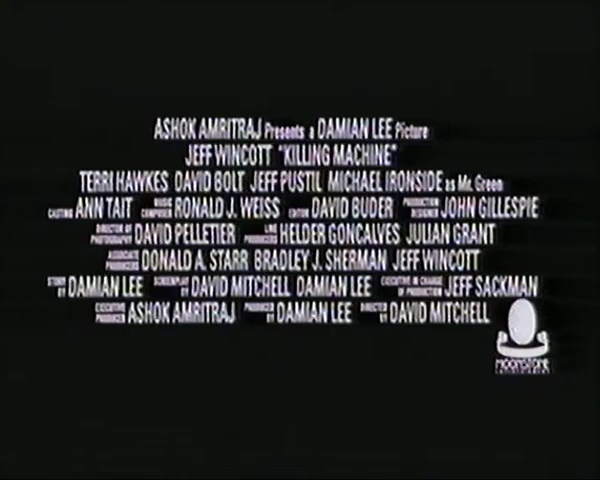 ASHOK AMRITRAJ Presents a DAMIAN LEE Picture
JEFF WINCOTT "KILLING MACHINE"
TERRI HAWKES DAVID BOLT JEFF PUSTIL MICHAEL IRONSIDE as Mr. Green
CASTING ANN TAIT MUSIC COMPOSER RONALD J. WEISS EDITOR DAVID BUDER PRODUCTION DESIGNER JOHN GILLESPIE
DIRECTOR OF PHOTOGRAPHY DAVID PELLETIER LINE PRODUCERS HELDER GONCALVES JULIAN GRANT
ASSOCIATE PRODUCERS DONALD A. STARR BRADLEY J. SHERMAN JEFF WINCOTT
STORY BY DAMIAN LEE SCREENPLAY BY DAVID MITCHELL DAMIAN LEE EXECUTIVE IN CHARGE OF PRODUCTION JEFF SACKMAN
EXECUTIVE PRODUCER ASHOK AMRITRAJ PRODUCED BY DAMIAN LEE DIRECTED BY DAVID MITCHELL
MOONSTONE
ENTERTAINMENT